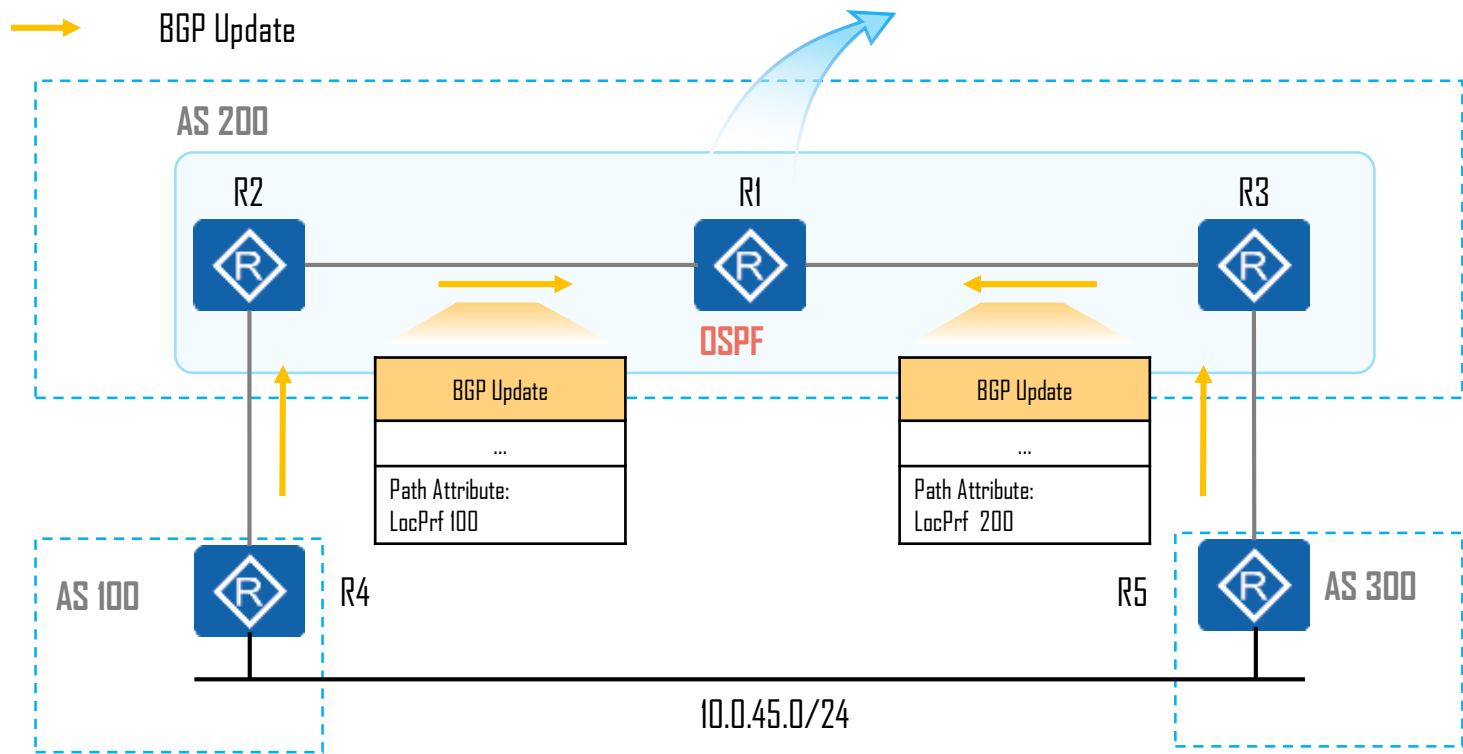 BGP Update
AS 200
R2
R1
R3
R
R
R
OSPF
BGP Update
...
Path Attribute:
LocPrf 100
BGP Update
...
Path Attribute:
LocPrf 200
AS 100
R
R4
R5
R
AS 300
10.0.45.0/24